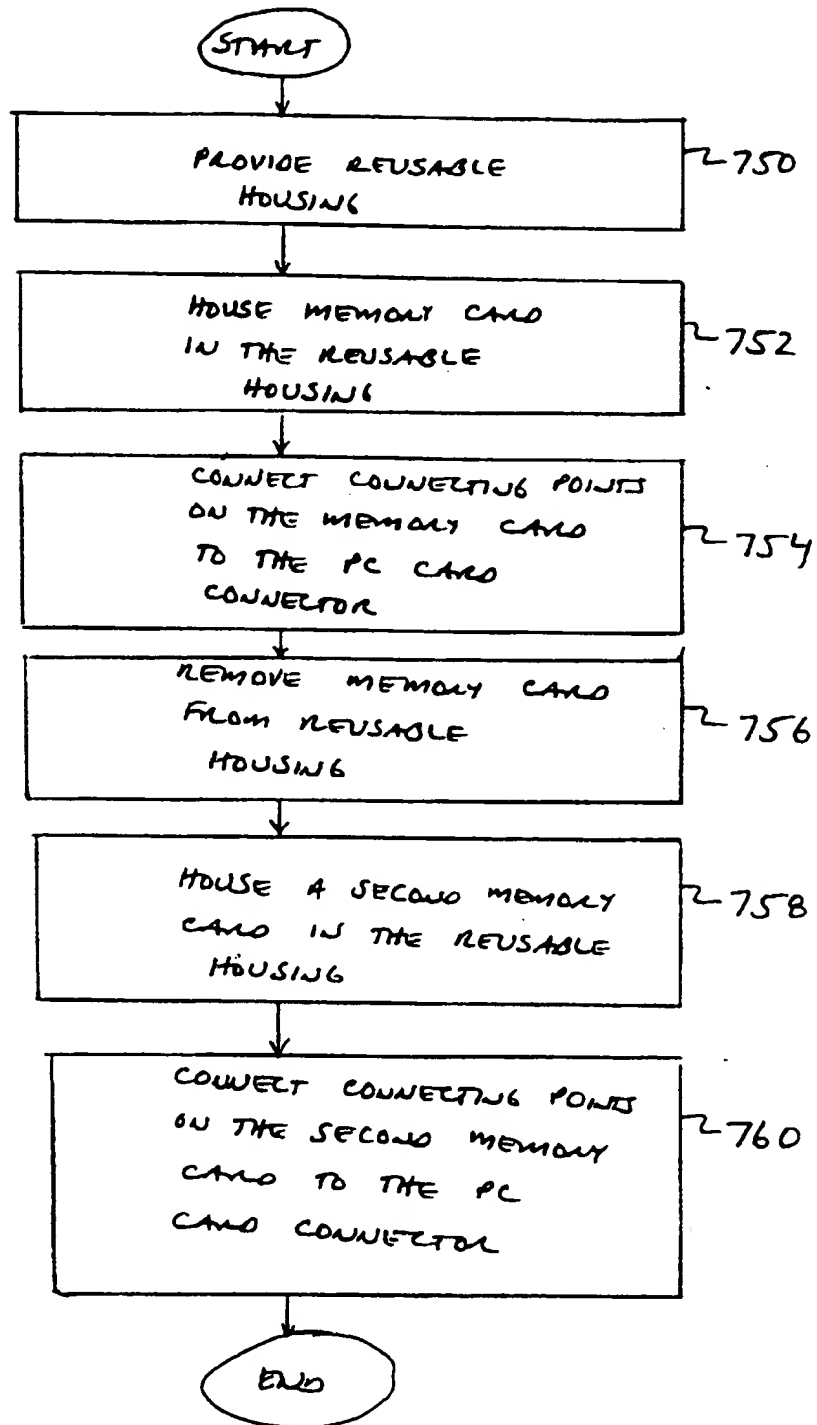 START
PROVIDE REUSABLE
HOUSING
750
HOUSE MEMORY CARD
IN THE REUSABLE
HOUSING
752
CONNECT CONNECTING POINTS
ON THE MEMORY CARD
TO THE PC CARD
CONNECTOR
754
REMOVE MEMORY CARD
FROM REUSABLE
HOUSING
756
HOUSE A SECOND MEMORY
CARD IN THE REUSABLE
HOUSING
758
CONNECT CONNECTING POINTS
ON THE SECOND MEMORY
CARD TO THE PC
CARD CONNECTOR
760
END